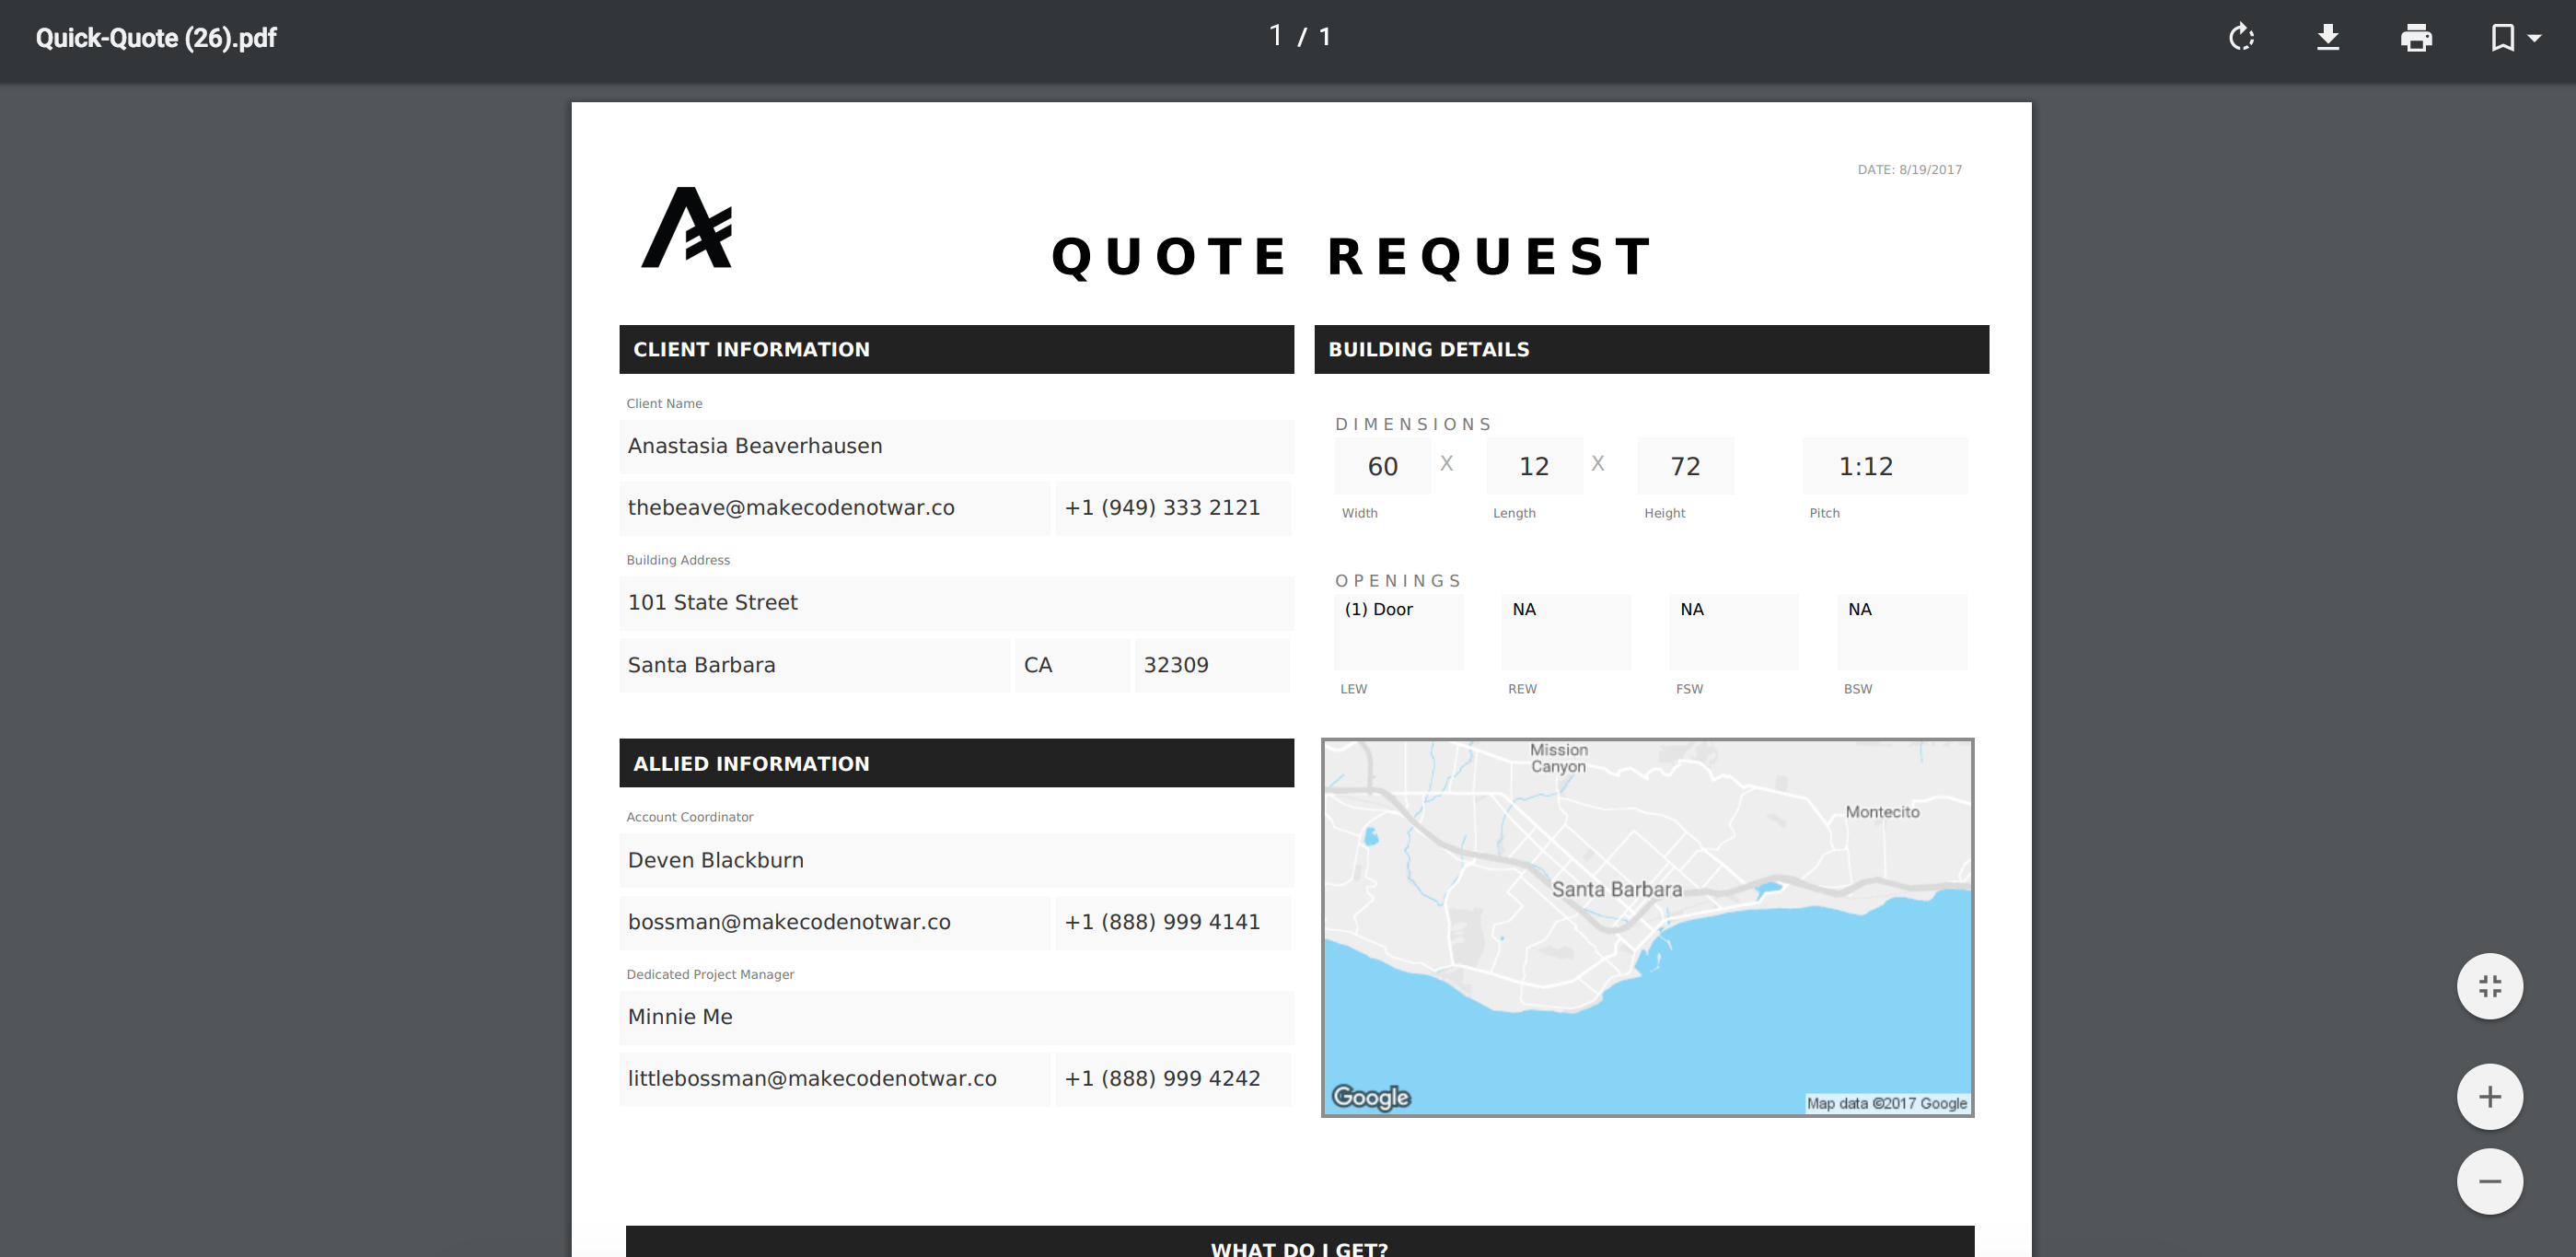 Quick-Quote (26).pdf
1 / 1
DATE: 8/19/2017
QUOTE REQUEST
CLIENT INFORMATION
Client Name
Anastasia Beaverhausen
thebeave@makecodenotwar.co +1 (949) 333 2121
Building Address
101 State Street
Santa Barbara CA 32309
ALLIED INFORMATION
Account Coordinator
Deven Blackburn
bossman@makecodenotwar.co +1 (888) 999 4141
Dedicated Project Manager
Minnie Me
littlebossman@makecodenotwar.co +1 (888) 999 4242
BUILDING DETAILS
DIMENSIONS
60 X 12 X 72 1:12
Width Length Height Pitch
OPENINGS
(1) Door NA NA NA
LEW REW FSW BSW
Mission
Canyon
Montecito
Santa Barbara
Google
Map data ©2017 Google
WHAT DO I GET?